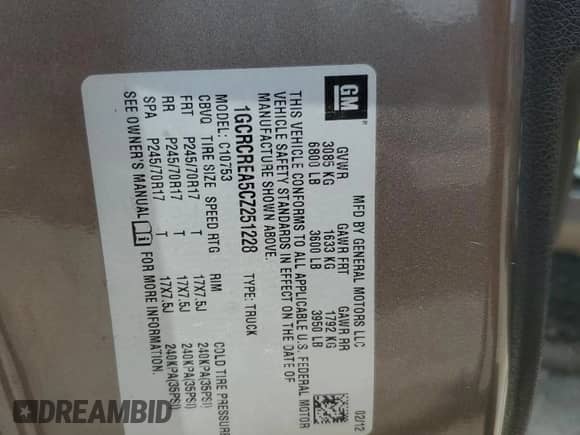 GM
MFD BY GENERAL MOTORS LLC 02/12
GVWR GAWR FRT GAWR RR
3085 KG 1633 KG 1792 KG
6800 LB 3600 LB 3950 LB
THIS VEHICLE CONFORMS TO ALL APPLICABLE U.S. FEDERAL MOTOR
VEHICLE SAFETY STANDARDS IN EFFECT ON THE DATE OF
MANUFACTURE SHOWN ABOVE.
1GCRCREA5CZ251228 TYPE: TRUCK
MODEL: C10753
CBVO TIRE SIZE SPEED RTG RIM COLD TIRE PRESSURE
FRT P245/70R17 T 17X7.5J 240KPA(35PSI)
RR P245/70R17 T 17X7.5J 240KPA(35PSI)
SPA P245/70R17 T 17X7.5J 240KPA(35PSI)
SEE OWNER'S MANUAL FOR MORE INFORMATION.
DREAMBID